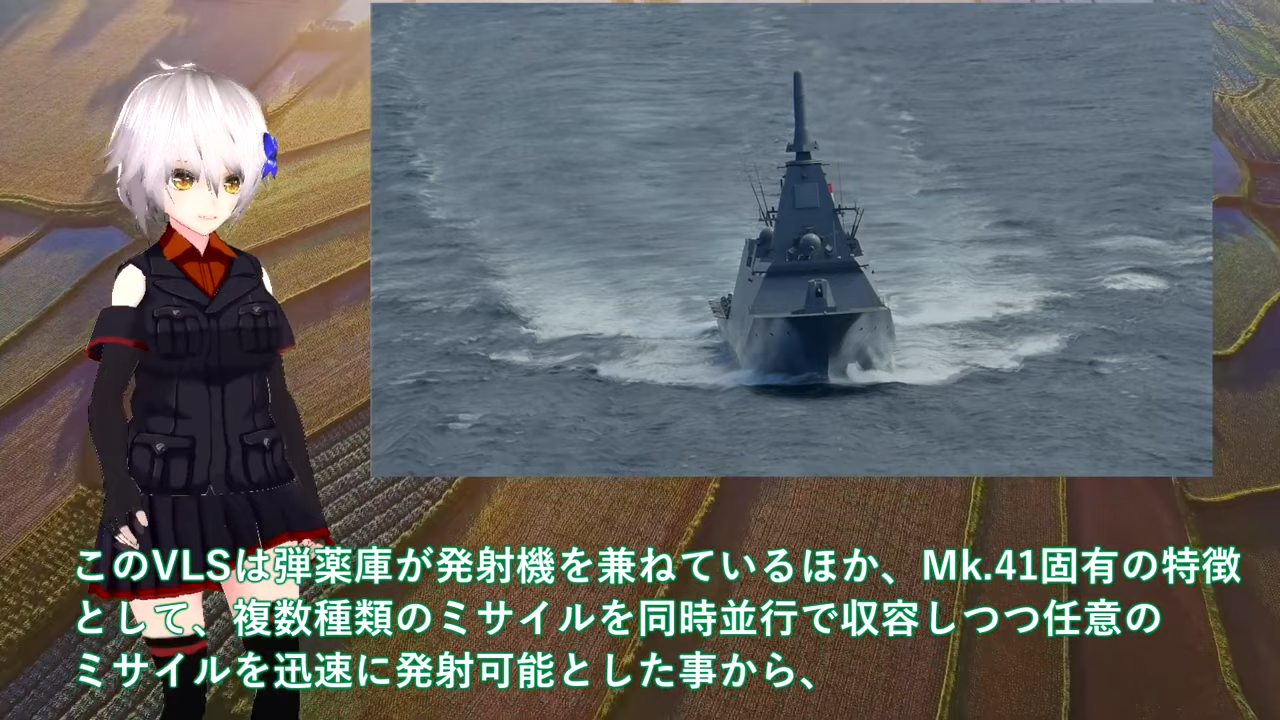 このVLSは弾薬庫が発射機を兼ねているほか、Mk.41固有の特徴
として、複数種類のミサイルを同時並行で収容しつつ任意の
ミサイルを迅速に発射可能とした事から、